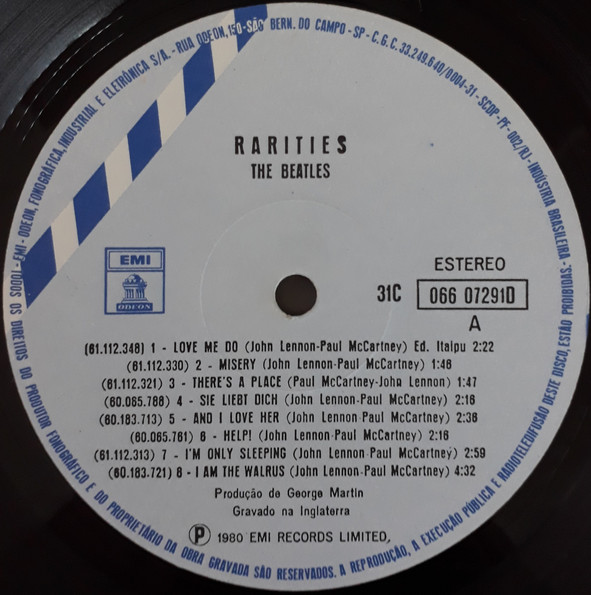 TODOS OS DIREITOS DO PRODUTOR FONOGRÁFICO E DO PROPRIETÁRIO DA OBRA GRAVADA SÃO RESERVADOS. A REPRODUÇÃO, A EXECUÇÃO PÚBLICA E RADIOTELEDIFUSÃO DESTE DISCO, ESTÃO PROIBIDAS.
- EMI - ODEON, FONOGRÁFICA, INDUSTRIAL E ELETRÔNICA S/A. - RUA ODEON, 150 - SÃO BERN. DO CAMPO - SP - C.G.C. 33.249.640/0004-31 - SCDP - PF - 002/RJ - INDÚSTRIA BRASILEIRA
RARITIES
THE BEATLES
EMI
ODEON
ESTEREO
31C 066 07291D
A
(61.112.348) 1 - LOVE ME DO (John Lennon-Paul McCartney) Ed. Itaipu 2:22
(61.112.330) 2 - MISERY (John Lennon-Paul McCartney) 1:46
(61.112.321) 3 - THERE'S A PLACE (Paul McCartney-John Lennon) 1:47
(60.065.788) 4 - SIE LIEBT DICH (John Lennon-Paul McCartney) 2:16
(60.183.713) 5 - AND I LOVE HER (John Lennon-Paul McCartney) 2:36
(60.065.761) 6 - HELP! (John Lennon-Paul McCartney) 2:16
(61.112.313) 7 - I'M ONLY SLEEPING (John Lennon-Paul McCartney) 2:59
(60.183.721) 8 - I AM THE WALRUS (John Lennon-Paul McCartney) 4:32
Produção de George Martin
Gravado na Inglaterra
℗ 1980 EMI RECORDS LIMITED,